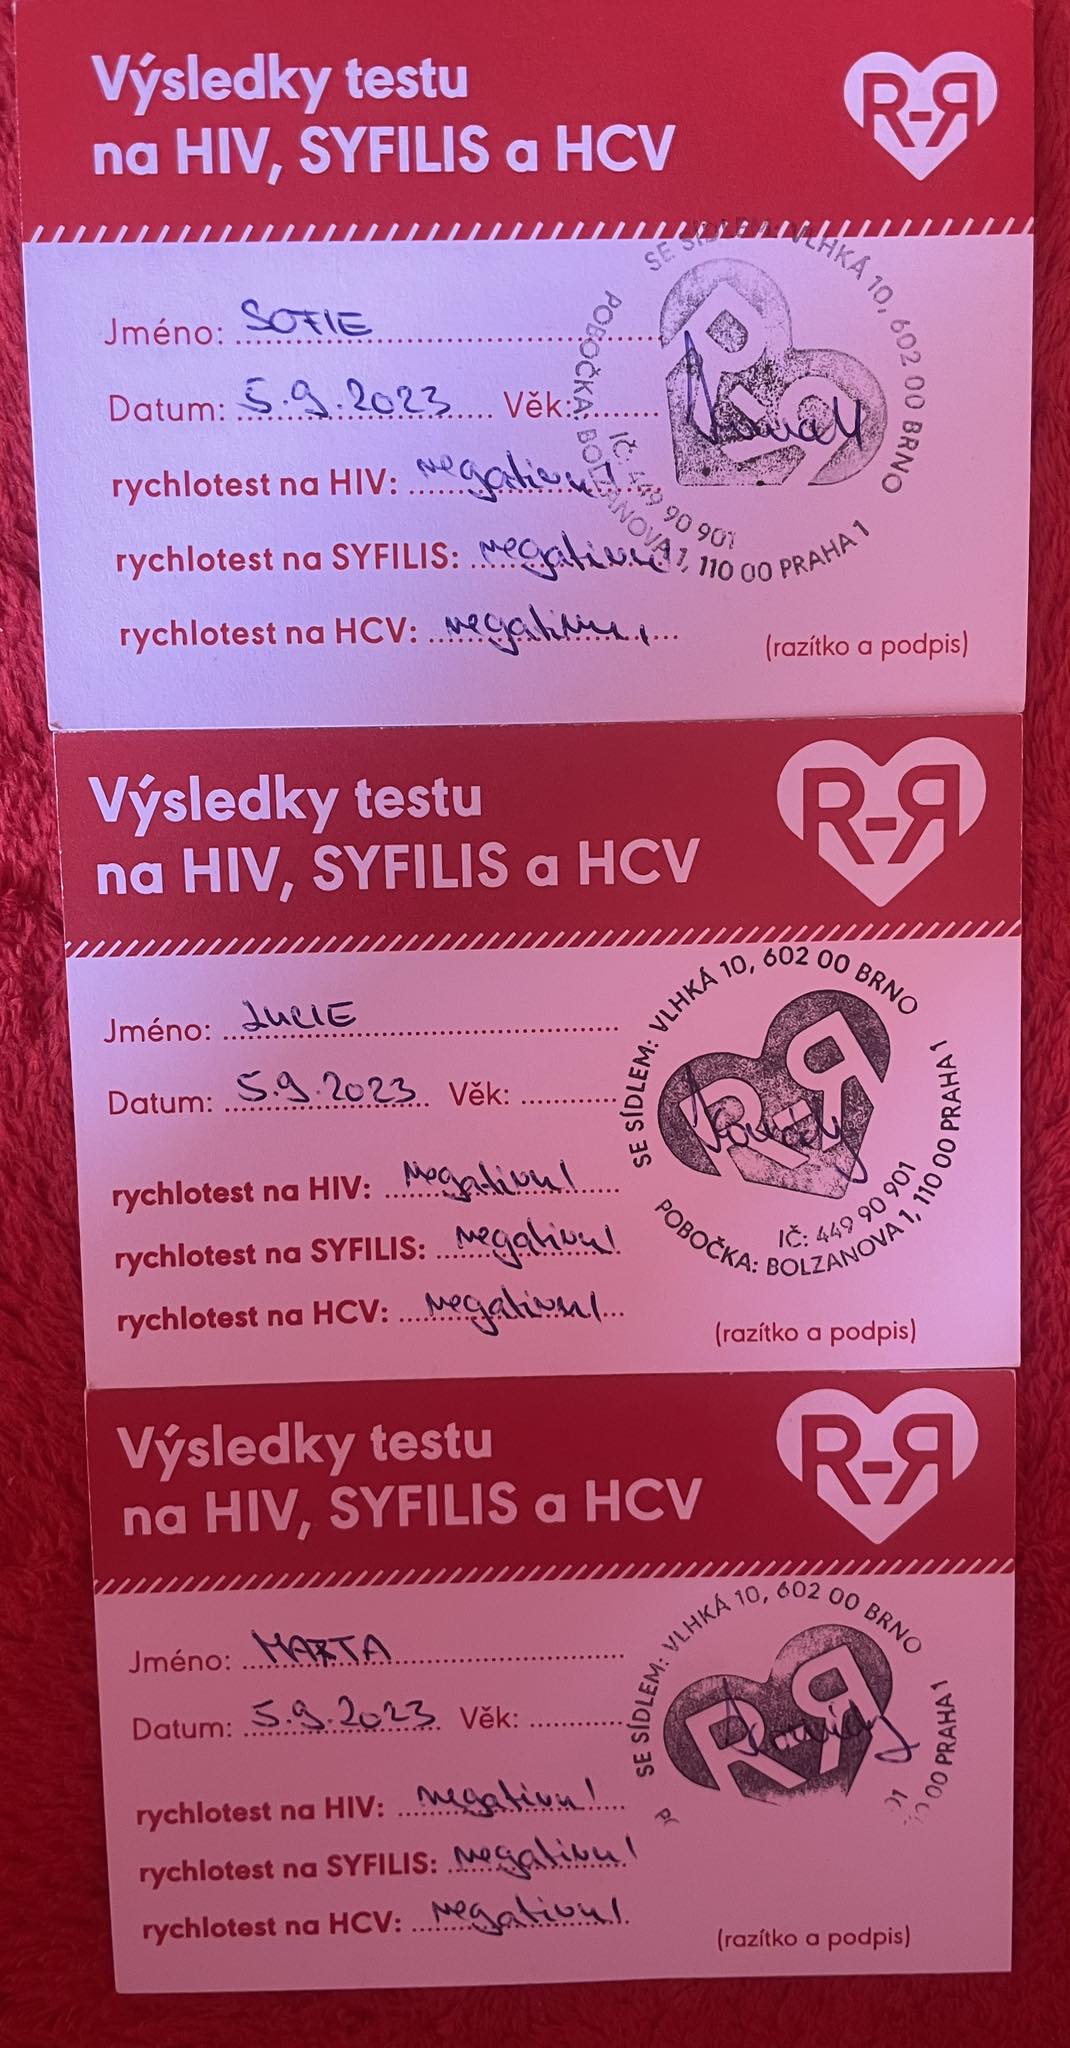 Výsledky testu
na HIV, SYFILIS a HCV
R-R
Jméno: SOFIE
Datum: 5.9.2023 Věk:
rychlotest na HIV: negativní
rychlotest na SYFILIS: negativní
rychlotest na HCV: negativní
SE SÍDLEM: VLHKÁ 10, 602 00 BRNO
IČ: 449 90 901
POBOČKA: BOLZANOVA 1, 110 00 PRAHA 1
(razítko a podpis)
Výsledky testu
na HIV, SYFILIS a HCV
R-R
Jméno: LUCIE
Datum: 5.9.2023 Věk:
rychlotest na HIV: negativní
rychlotest na SYFILIS: negativní
rychlotest na HCV: negativní
SE SÍDLEM: VLHKÁ 10, 602 00 BRNO
R-R
IČ: 449 90 901
POBOČKA: BOLZANOVA 1, 110 00 PRAHA 1
(razítko a podpis)
Výsledky testu
na HIV, SYFILIS a HCV
R-R
Jméno: MARTA
Datum: 5.9.2023 Věk:
rychlotest na HIV: negativní
rychlotest na SYFILIS: negativní
rychlotest na HCV: negativní
SE SÍDLEM: VLHKÁ 10, 602 00 BRNO
R-R
00 PRAHA 1
(razítko a podpis)